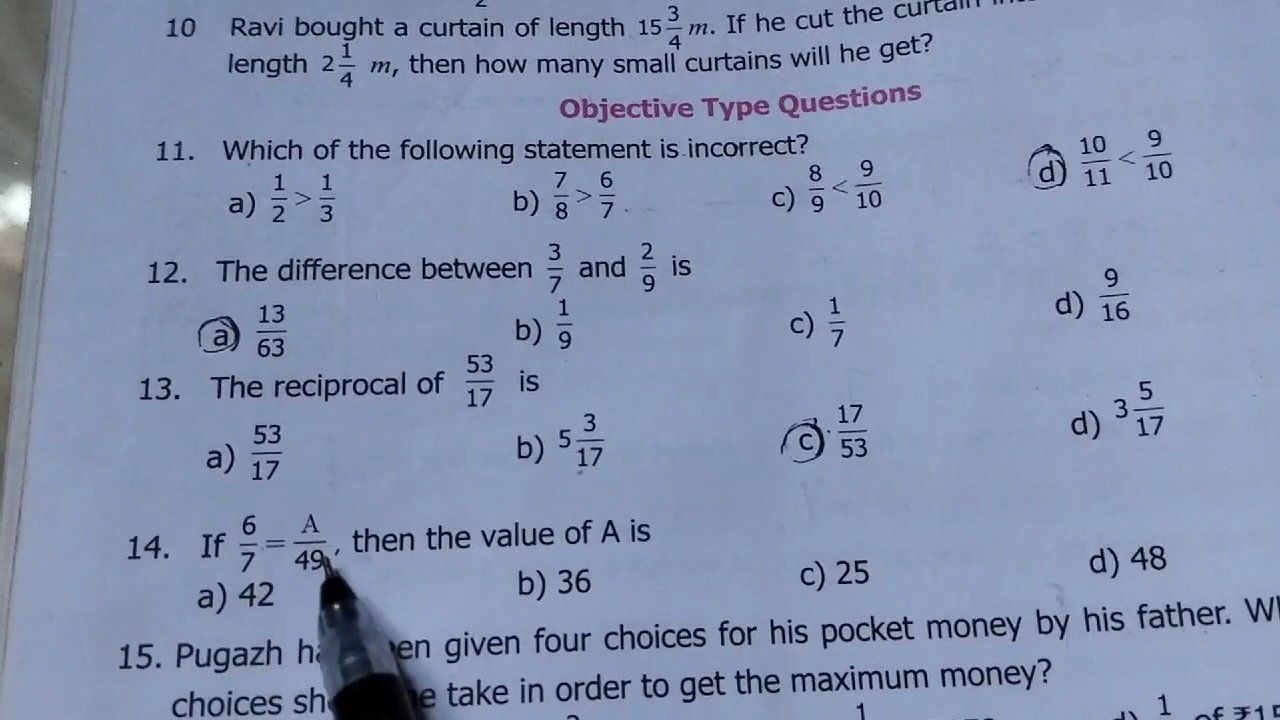 10 Ravi bought a curtain of length 15 3/4 m. If he cut the curtain
length 2 1/4 m, then how many small curtains will he get?
Objective Type Questions
11. Which of the following statement is incorrect?
a) 1/2 > 1/3 b) 7/8 > 6/7 c) 8/9 < 9/10 d) 10/11 < 9/10
12. The difference between 3/7 and 2/9 is
a) 13/63 b) 1/9 c) 1/7 d) 9/16
13. The reciprocal of 53/17 is
a) 53/17 b) 5 3/17 c) 17/53 d) 3 5/17
14. If 6/7 = A/49, then the value of A is
a) 42 b) 36 c) 25 d) 48
15. Pugazh given four choices for his pocket money by his father.
choices take in order to get the maximum money?